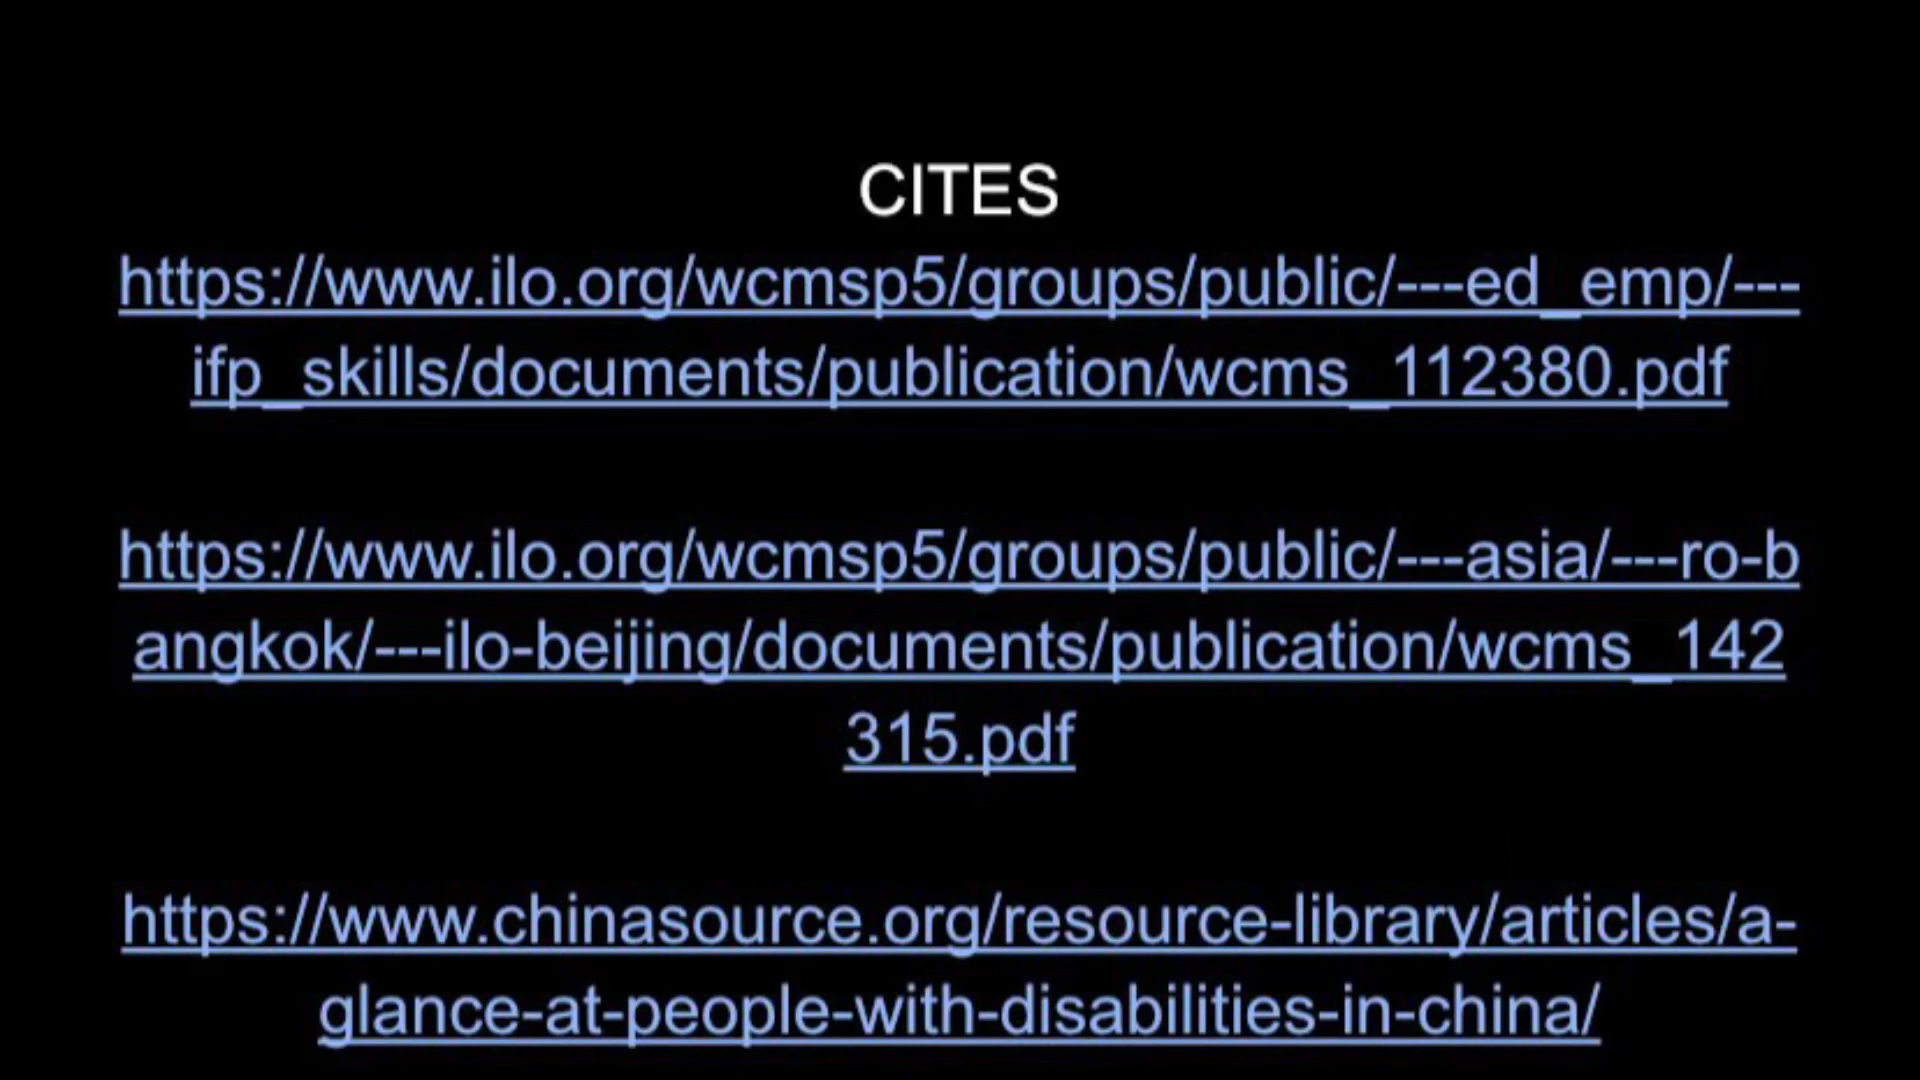 CITES
https://www.ilo.org/wcmsp5/groups/public/---ed_emp/---
ifp_skills/documents/publication/wcms_112380.pdf
https://www.ilo.org/wcmsp5/groups/public/---asia/---ro-b
angkok/---ilo-beijing/documents/publication/wcms_142
315.pdf
https://www.chinasource.org/resource-library/articles/a-
glance-at-people-with-disabilities-in-china/